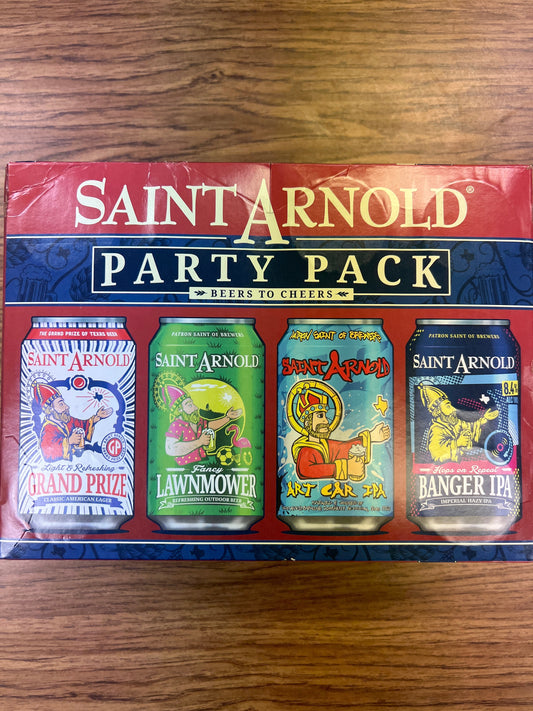 SAINT ARNOLD®
PARTY PACK
BEERS TO CHEERS
THE GRAND PRIZE OF TEXAS BEER
SAINT ARNOLD
Light & Refreshing
GRAND PRIZE
CLASSIC AMERICAN LAGER
PATRON SAINT OF BREWERS
SAINT ARNOLD
Fancy
LAWNMOWER
REFRESHING OUTDOOR BEER
SAINT ARNOLD
ART CAR IPA
PATRON SAINT OF BREWERS
SAINT ARNOLD
8.4%
Hops on Repeat
BANGER IPA
IMPERIAL HAZY IPA